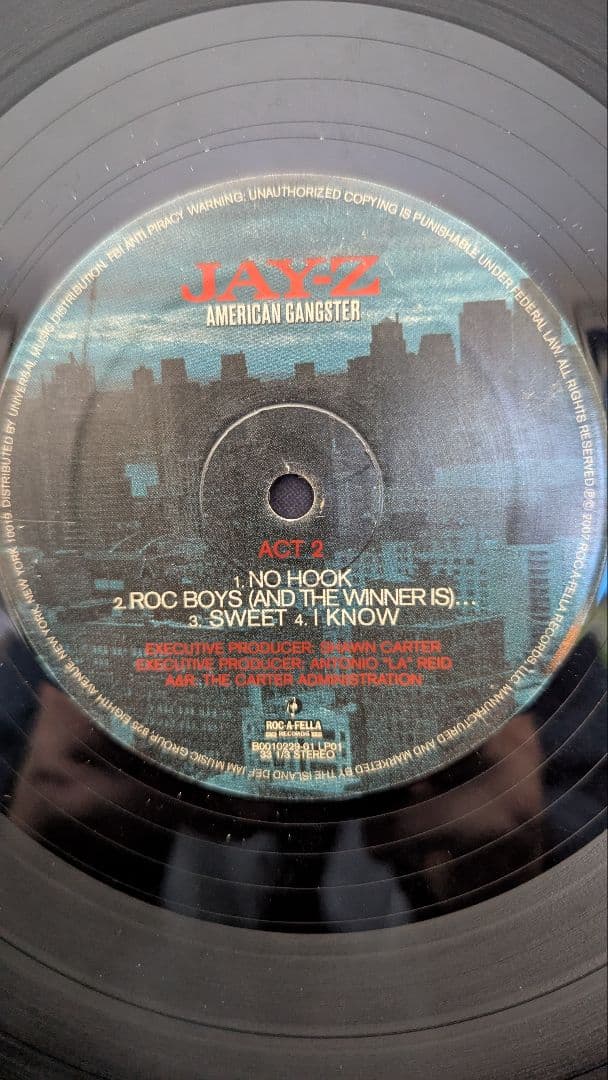 JAY-Z
AMERICAN GANGSTER
ACT 2
1. NO HOOK
2. ROC BOYS (AND THE WINNER IS)...
3. SWEET 4. I KNOW
EXECUTIVE PRODUCER: SHAWN CARTER
EXECUTIVE PRODUCER: ANTONIO "LA" REID
A&R: THE CARTER ADMINISTRATION
ROC-A-FELLA
RECORDS
B0010229-01 LP01
33 1/3 STEREO
℗ © 2007 ROC-A-FELLA RECORDS, LLC. MANUFACTURED AND MARKETED BY THE ISLAND DEF JAM MUSIC GROUP 825 EIGHTH AVENUE, NEW YORK, NEW YORK 10019. DISTRIBUTED BY UNIVERSAL MUSIC DISTRIBUTION. FBI ANTI PIRACY WARNING: UNAUTHORIZED COPYING IS PUNISHABLE UNDER FEDERAL LAW. ALL RIGHTS RESERVED